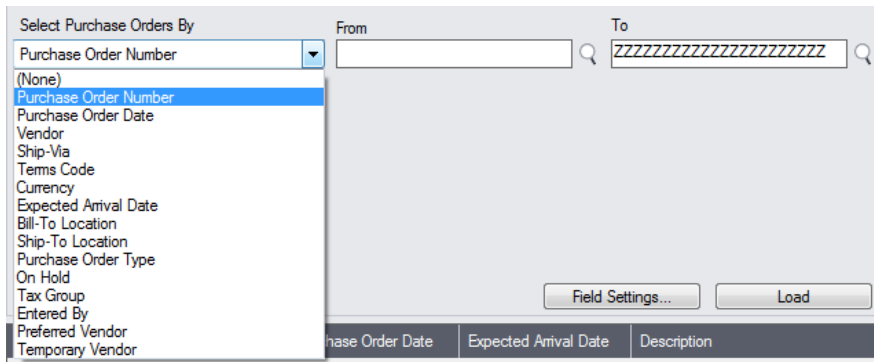 Select Purchase Orders By From To
Purchase Order Number ZZZZZZZZZZZZZZZZZZZZZZ
(None)
Purchase Order Number
Purchase Order Date
Vendor
Ship-Via
Terms Code
Currency
Expected Arrival Date
Bill-To Location
Ship-To Location
Purchase Order Type
On Hold
Tax Group
Field Settings... Load
Entered By
Preferred Vendor
Temporary Vendor
hase Order Date Expected Arrival Date Description